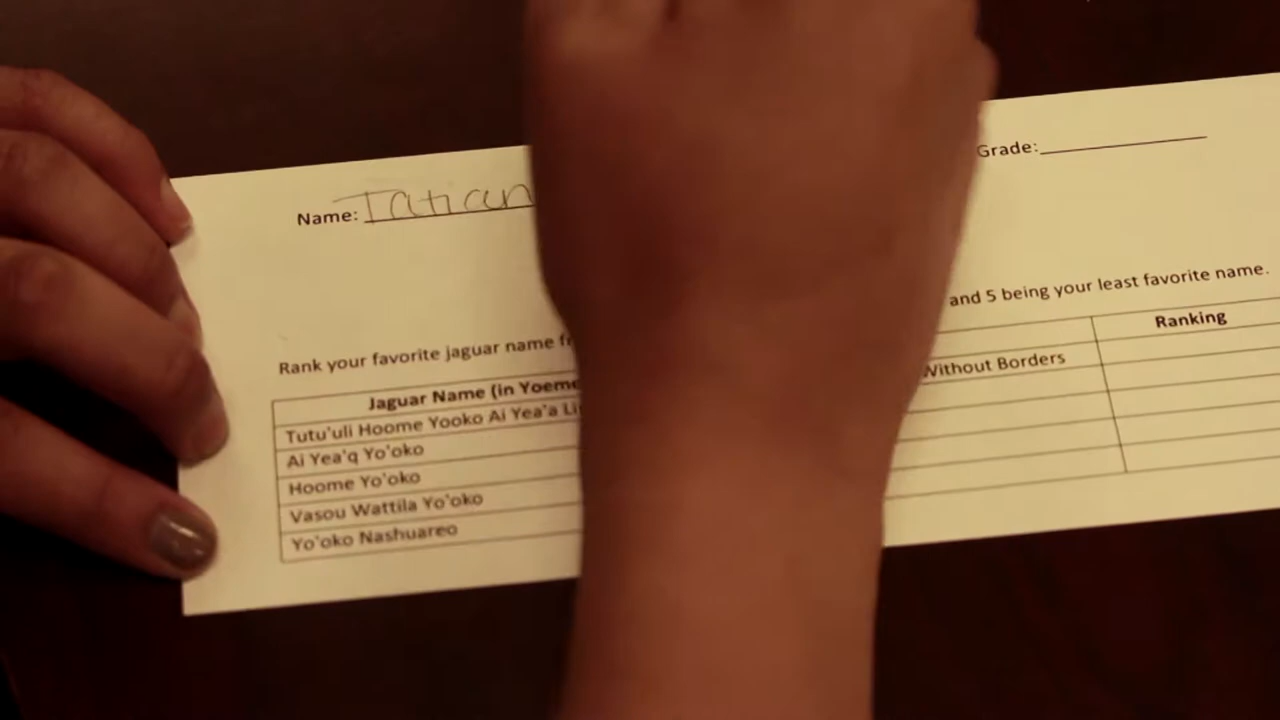 Name: Tatian Grade:
Rank your favorite jaguar name and 5 being your least favorite name.
Jaguar Name (in Yoeme Ranking
Tutu'uli Hoome Yooko Ai Yea'a Li Without Borders
Ai Yea'q Yo'oko
Hoome Yo'oko
Vasou Wattila Yo'oko
Yo'oko Nashuareo